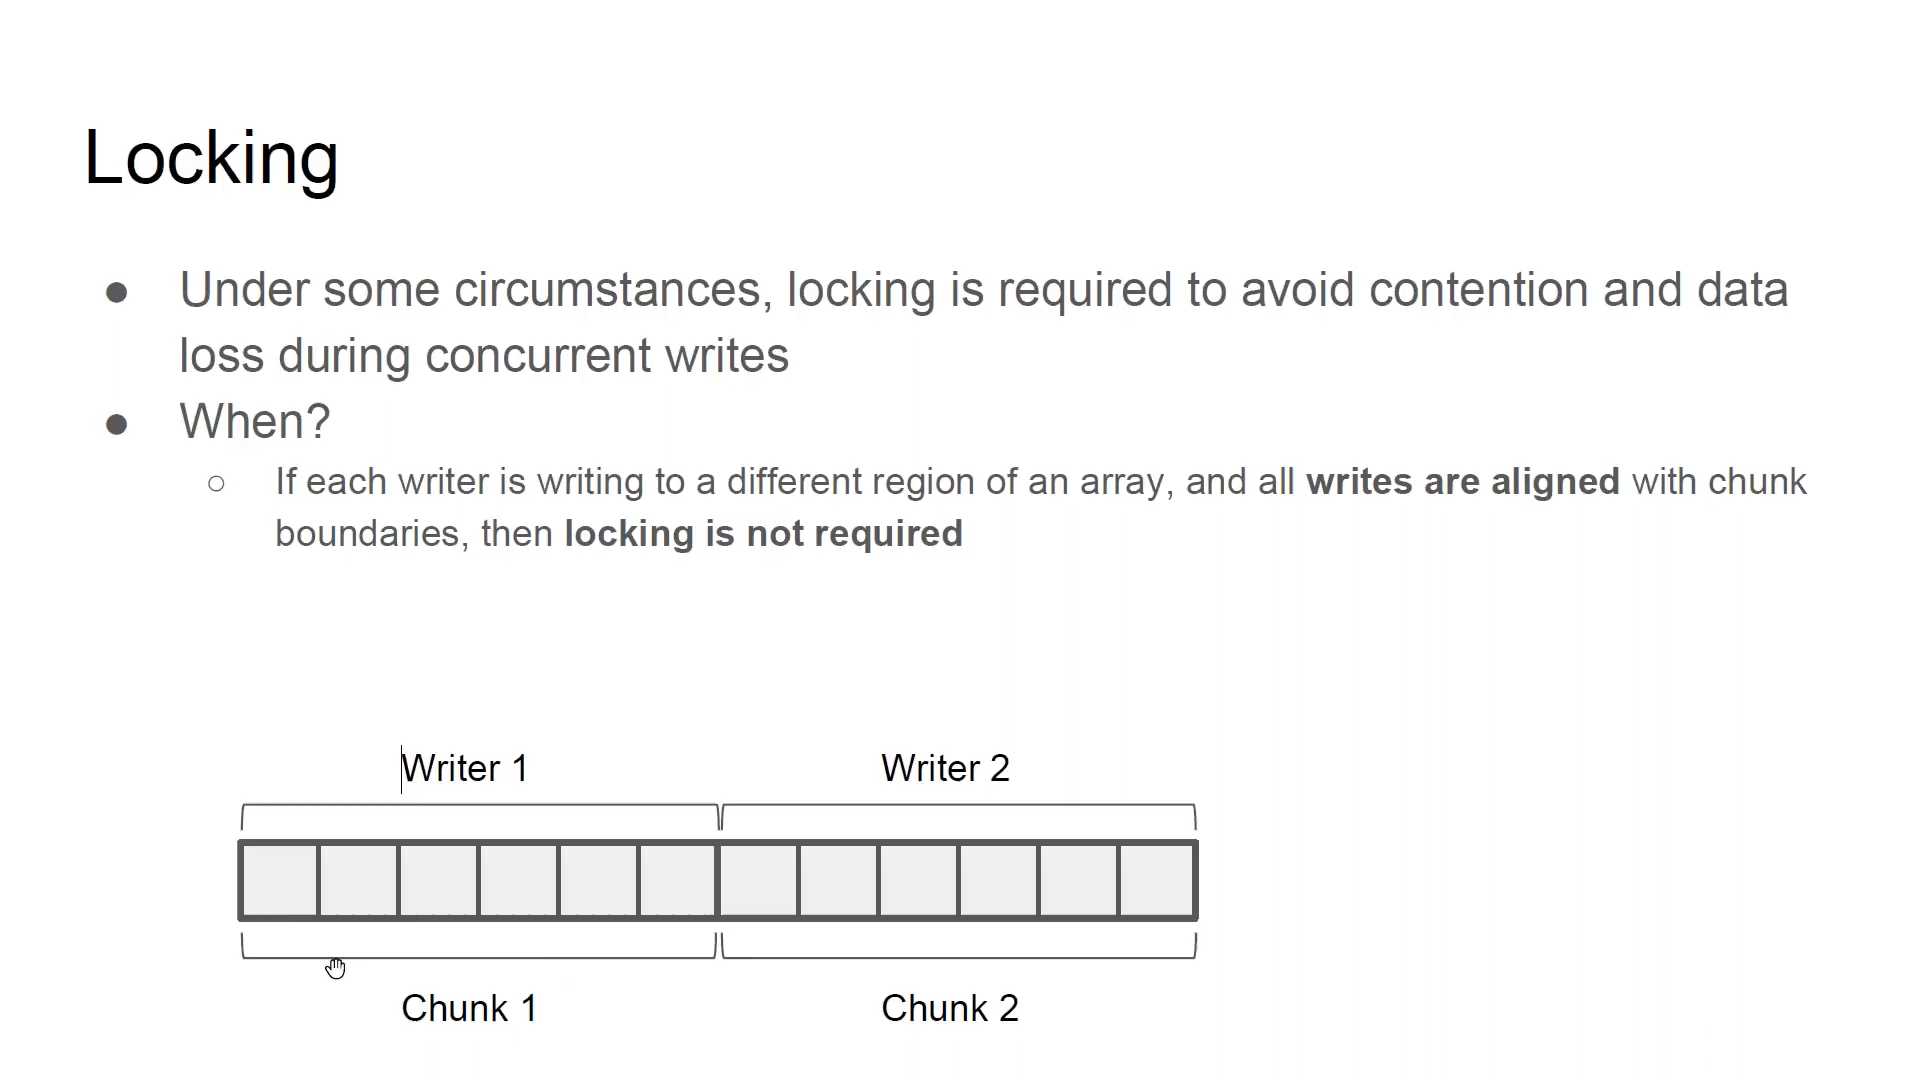 Locking
● Under some circumstances, locking is required to avoid contention and data
loss during concurrent writes
● When?
○ If each writer is writing to a different region of an array, and all writes are aligned with chunk
boundaries, then locking is not required
Writer 1 Writer 2
Chunk 1 Chunk 2